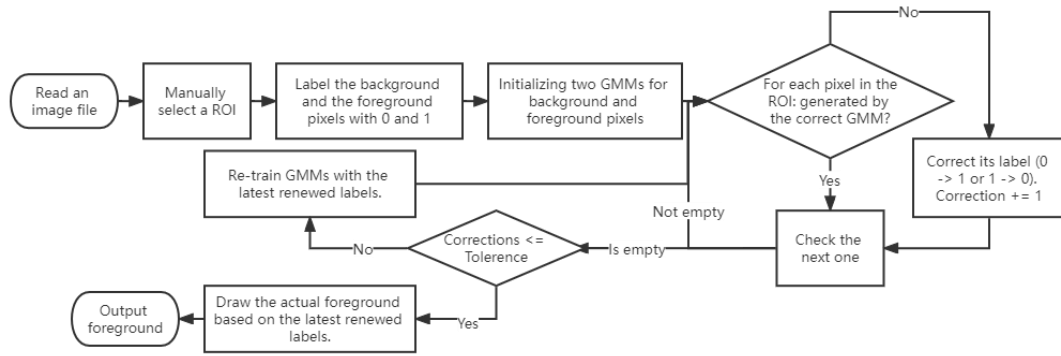 Read an
image file
Manually
select a ROI
Label the background
and the foreground
pixels with 0 and 1
Initializing two GMMs for
background and
foreground pixels
For each pixel in the
ROI: generated by
the correct GMM?
No
Correct its label (0
-> 1 or 1 -> 0).
Correction += 1
Yes
Check the
next one
Not empty
Is empty
Corrections <=
Tolerence
No
Re-train GMMs with the
latest renewed labels.
Yes
Draw the actual foreground
based on the latest renewed
labels.
Output
foreground